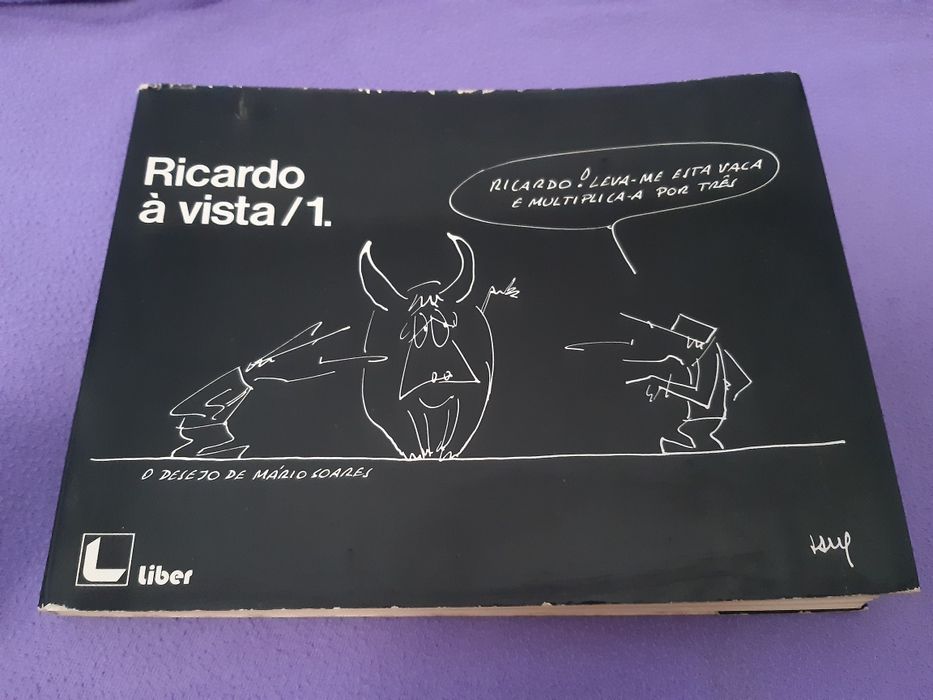 Ricardo
à vista/1.
RICARDO! LEVA-ME ESTA VACA
E MULTIPLICA-A POR TRÊS
O DESEJO DE MÁRIO SOARES
L Liber